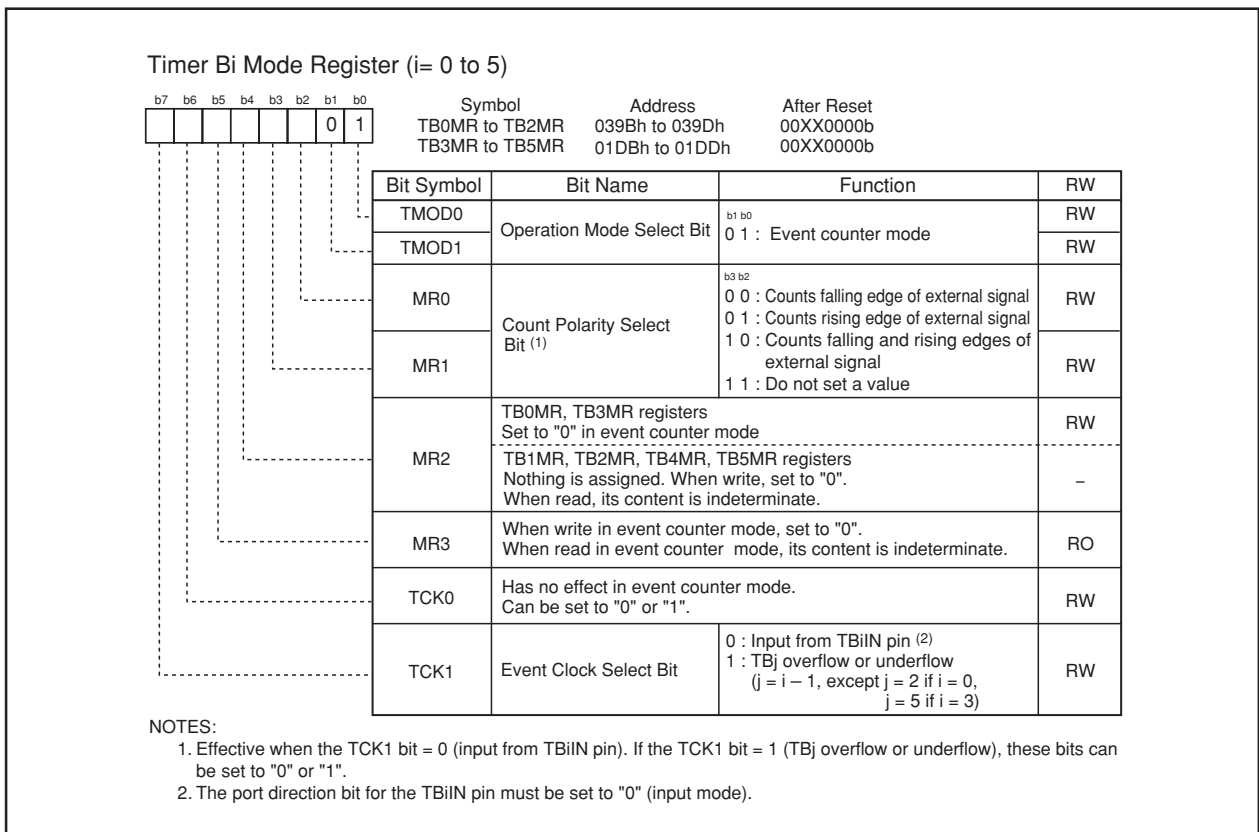 Timer Bi Mode Register (i= 0 to 5)
b7 b6 b5 b4 b3 b2 b1 b0
0 1
Symbol Address After Reset
TB0MR to TB2MR 039Bh to 039Dh 00XX0000b
TB3MR to TB5MR 01DBh to 01DDh 00XX0000b
Bit Symbol Bit Name Function RW
TMOD0 RW
Operation Mode Select Bit
b1 b0
0 1 : Event counter mode
TMOD1 RW
MR0 RW
Count Polarity Select
Bit (1)
b3 b2
0 0 : Counts falling edge of external signal
0 1 : Counts rising edge of external signal
1 0 : Counts falling and rising edges of
external signal
1 1 : Do not set a value
MR1 RW
MR2
TB0MR, TB3MR registers
Set to "0" in event counter mode
RW
TB1MR, TB2MR, TB4MR, TB5MR registers
Nothing is assigned. When write, set to "0".
When read, its content is indeterminate.
–
MR3
When write in event counter mode, set to "0".
When read in event counter mode, its content is indeterminate.
RO
TCK0
Has no effect in event counter mode.
Can be set to "0" or "1".
RW
TCK1
Event Clock Select Bit
0 : Input from TBiIN pin (2)
1 : TBj overflow or underflow
(j = i – 1, except j = 2 if i = 0,
j = 5 if i = 3)
RW
NOTES:
1. Effective when the TCK1 bit = 0 (input from TBiIN pin). If the TCK1 bit = 1 (TBj overflow or underflow), these bits can
be set to "0" or "1".
2. The port direction bit for the TBiIN pin must be set to "0" (input mode).